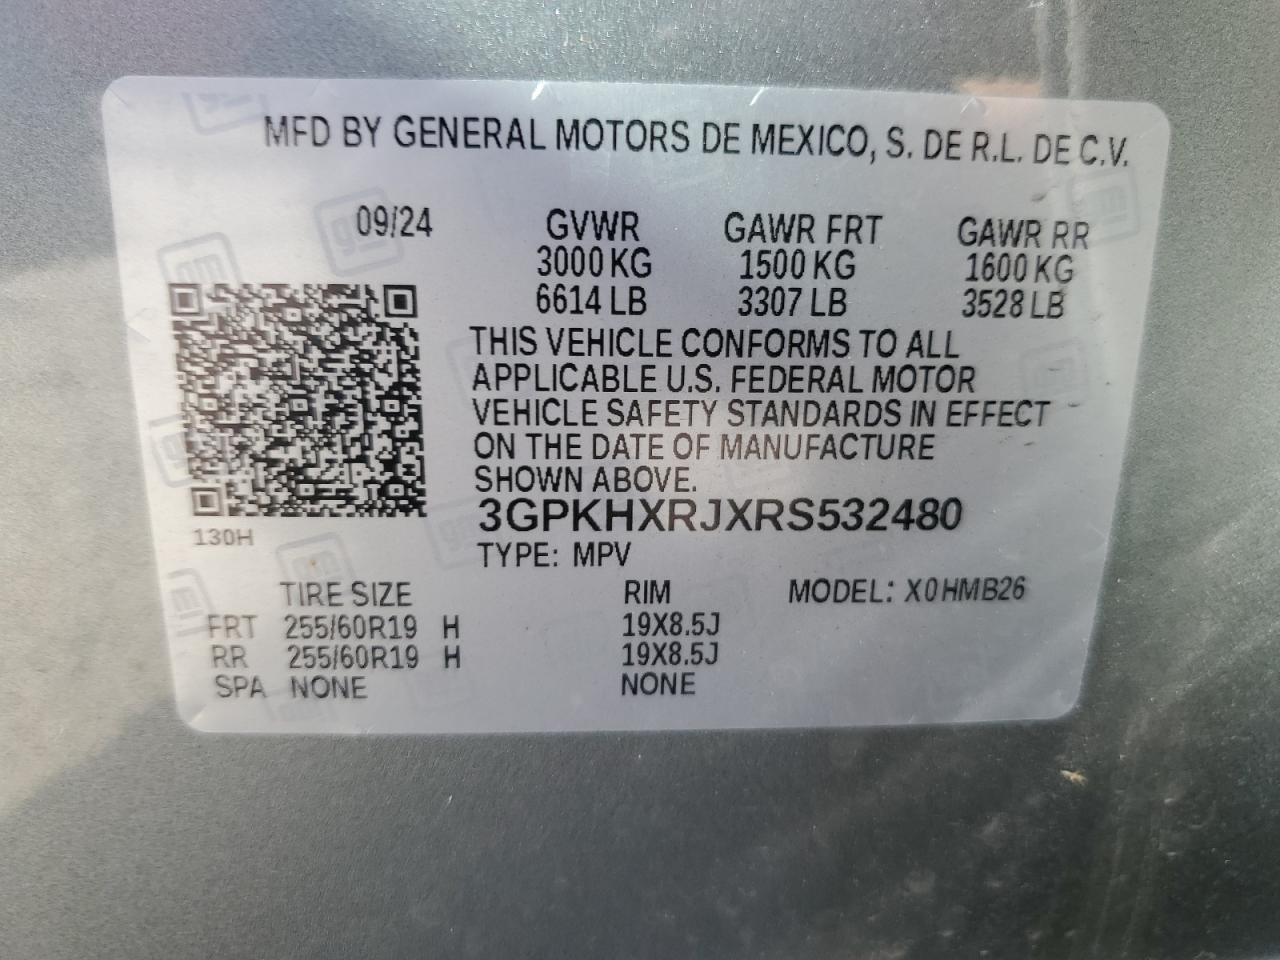 MFD BY GENERAL MOTORS DE MEXICO, S. DE R.L. DE C.V.
09/24 GVWR GAWR FRT GAWR RR
3000 KG 1500 KG 1600 KG
6614 LB 3307 LB 3528 LB
THIS VEHICLE CONFORMS TO ALL
APPLICABLE U.S. FEDERAL MOTOR
VEHICLE SAFETY STANDARDS IN EFFECT
ON THE DATE OF MANUFACTURE
SHOWN ABOVE.
3GPKHXRJXRS532480
130H
TYPE: MPV
TIRE SIZE RIM MODEL: X0HMB26
FRT 255/60R19 H 19X8.5J
RR 255/60R19 H 19X8.5J
SPA NONE NONE